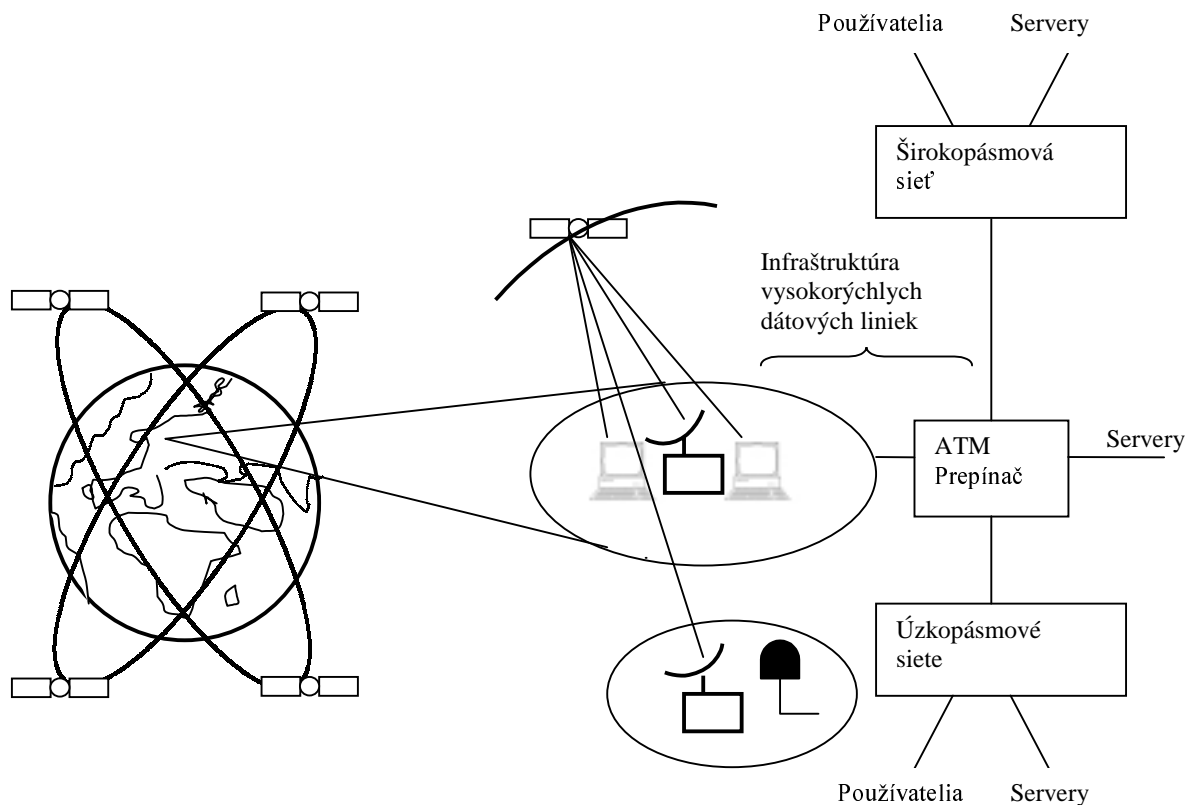 Používatelia Servery
Širokopásmová
sieť
Infraštruktúra
vysokorýchlych
dátových liniek
ATM
Prepínač
Servery
Úzkopásmové
siete
Používatelia Servery